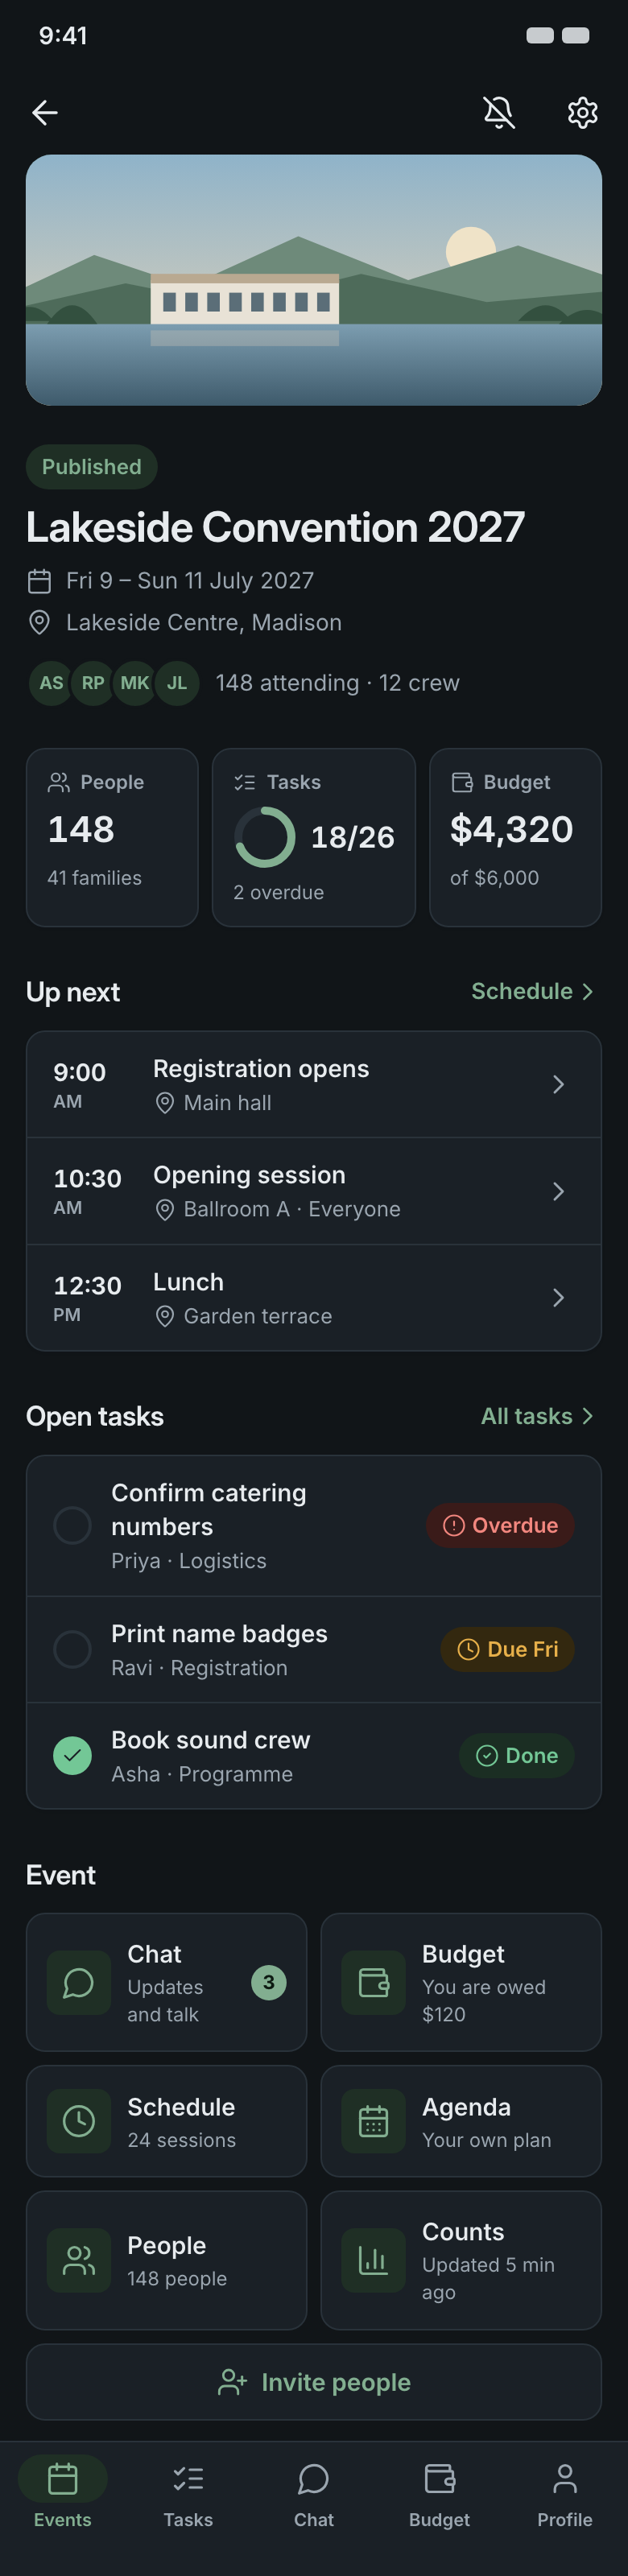 9:41
Published
Lakeside Convention 2027
Fri 9 – Sun 11 July 2027
Lakeside Centre, Madison
AS RP MK JL 148 attending · 12 crew
People
148
41 families
Tasks
18/26
2 overdue
Budget
$4,320
of $6,000
Up next
Schedule
9:00
AM
Registration opens
Main hall
10:30
AM
Opening session
Ballroom A · Everyone
12:30
PM
Lunch
Garden terrace
Open tasks
All tasks
Confirm catering
numbers
Priya · Logistics
Overdue
Print name badges
Ravi · Registration
Due Fri
Book sound crew
Asha · Programme
Done
Event
Chat
Updates
and talk
3
Budget
You are owed
$120
Schedule
24 sessions
Agenda
Your own plan
People
148 people
Counts
Updated 5 min
ago
Invite people
Events
Tasks
Chat
Budget
Profile